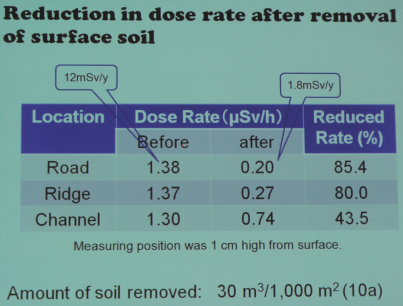 Reduction in dose rate after removal
of surface soil
12mSv/y
1.8mSv/y
Location Dose Rate(μSv/h) Reduced Rate (%)
Before after
Road 1.38 0.20 85.4
Ridge 1.37 0.27 80.0
Channel 1.30 0.74 43.5
Measuring position was 1 cm high from surface.
Amount of soil removed: 30 m³/1,000 m² (10a)